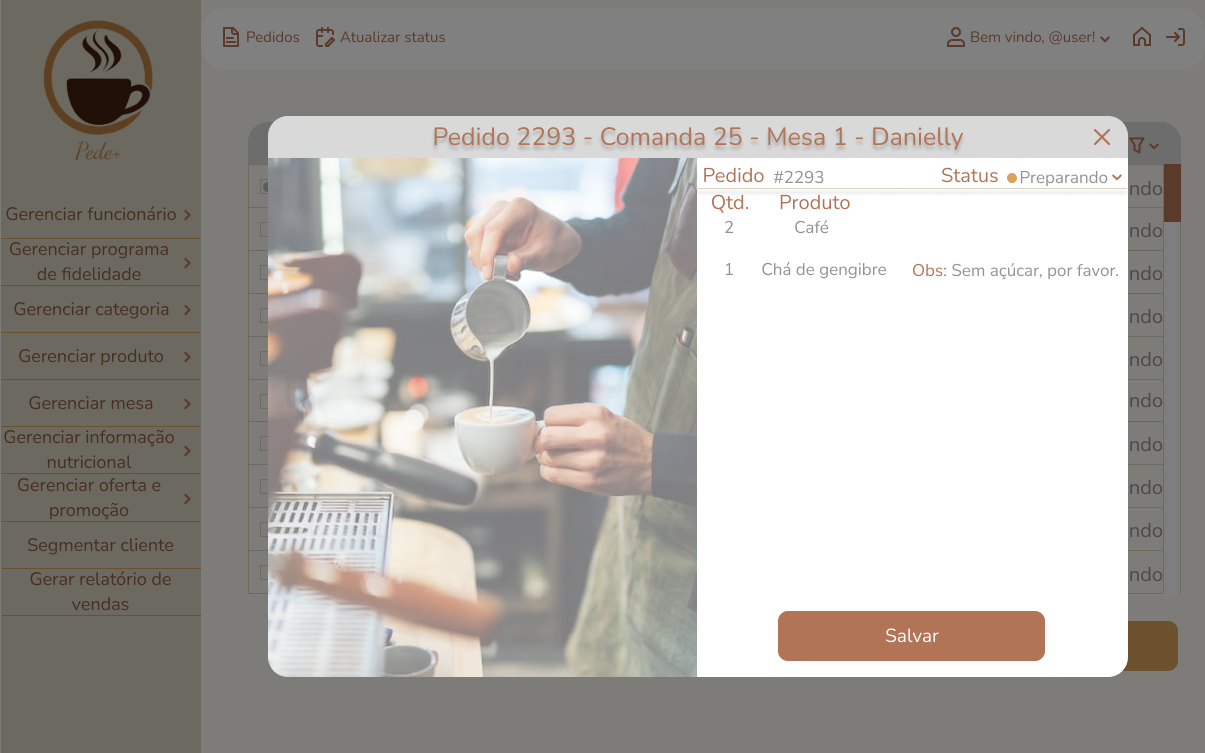 Pedidos
Atualizar status
Bem vindo, @user!
Pede+
Gerenciar funcionário
Gerenciar programa
de fidelidade
Gerenciar categoria
Gerenciar produto
Gerenciar mesa
Gerenciar informação
nutricional
Gerenciar oferta e
promoção
Segmentar cliente
Gerar relatório de
vendas
Pedido 2293 - Comanda 25 - Mesa 1 - Danielly
Pedido #2293 Status Preparando
Qtd. Produto
2 Café
1 Chá de gengibre Obs: Sem açúcar, por favor.
Salvar
ndo
ndo
ndo
ndo
ndo
ndo
ndo
ndo
ndo
ndo